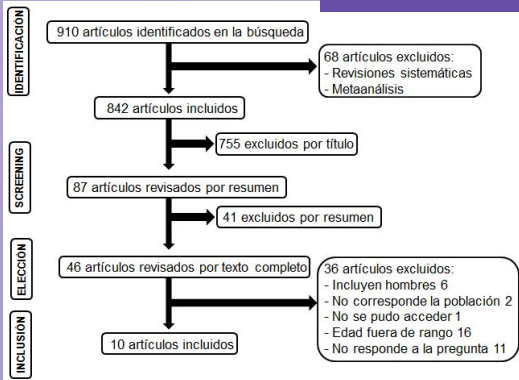 IDENTIFICACIÓN
910 artículos identificados en la búsqueda
68 artículos excluidos:
- Revisiones sistemáticas
- Metaanálisis
842 artículos incluidos
755 excluidos por título
SCREENING
87 artículos revisados por resumen
41 excluidos por resumen
ELECCIÓN
46 artículos revisados por texto completo
36 artículos excluidos:
- Incluyen hombres 6
- No corresponde la población 2
- No se pudo acceder 1
- Edad fuera de rango 16
- No responde a la pregunta 11
INCLUSIÓN
10 artículos incluidos